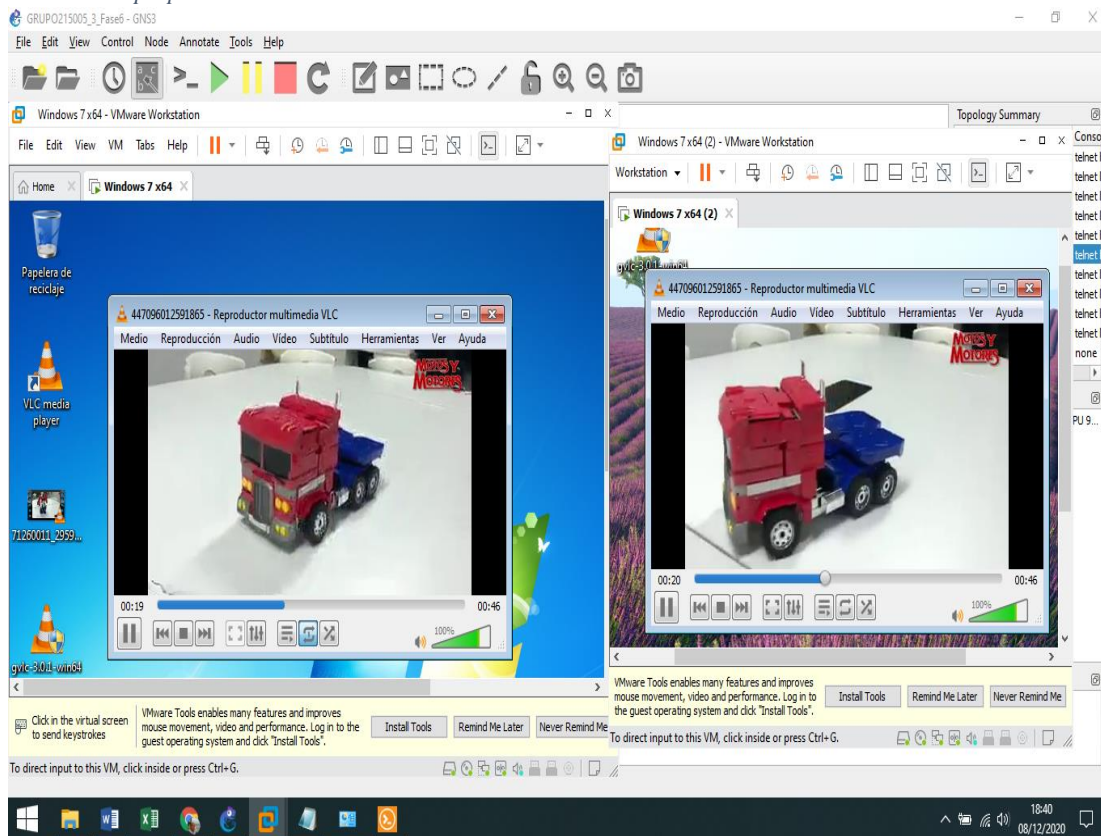 GRUPO215005_3_Fase6 - GNS3
File Edit View Control Node Annotate Tools Help
Windows 7 x64 - VMware Workstation
File Edit View VM Tabs Help
Home
Windows 7 x64
Papelera de
reciclaje
VLC media
player
71260011_2959...
gvlc-3.0.1-win64
447096012591865 - Reproductor multimedia VLC
Medio Reproducción Audio Vídeo Subtítulo Herramientas Ver Ayuda
MOTOS Y
MOTORES
00:19
00:46
100%
Click in the virtual screen
to send keystrokes
VMware Tools enables many features and improves
mouse movement, video and performance. Log in to the
guest operating system and click "Install Tools".
Install Tools
Remind Me Later
Never Remind Me
To direct input to this VM, click inside or press Ctrl+G.
Windows 7 x64 (2) - VMware Workstation
Workstation
Windows 7 x64 (2)
gvlc-3.0.1-win64
447096012591865 - Reproductor multimedia VLC
Medio Reproducción Audio Vídeo Subtítulo Herramientas Ver Ayuda
MOTOS Y
MOTORES
00:20
00:46
100%
VMware Tools enables many features and improves
mouse movement, video and performance. Log in to
the guest operating system and click "Install Tools".
Install Tools
Remind Me Later
Never Remind Me
To direct input to this VM, click inside or press Ctrl+G.
Topology Summary
Conso
telnet l
telnet l
telnet l
telnet l
telnet l
telnet l
telnet l
telnet l
telnet l
telnet l
none
PU 9...
18:40
08/12/2020